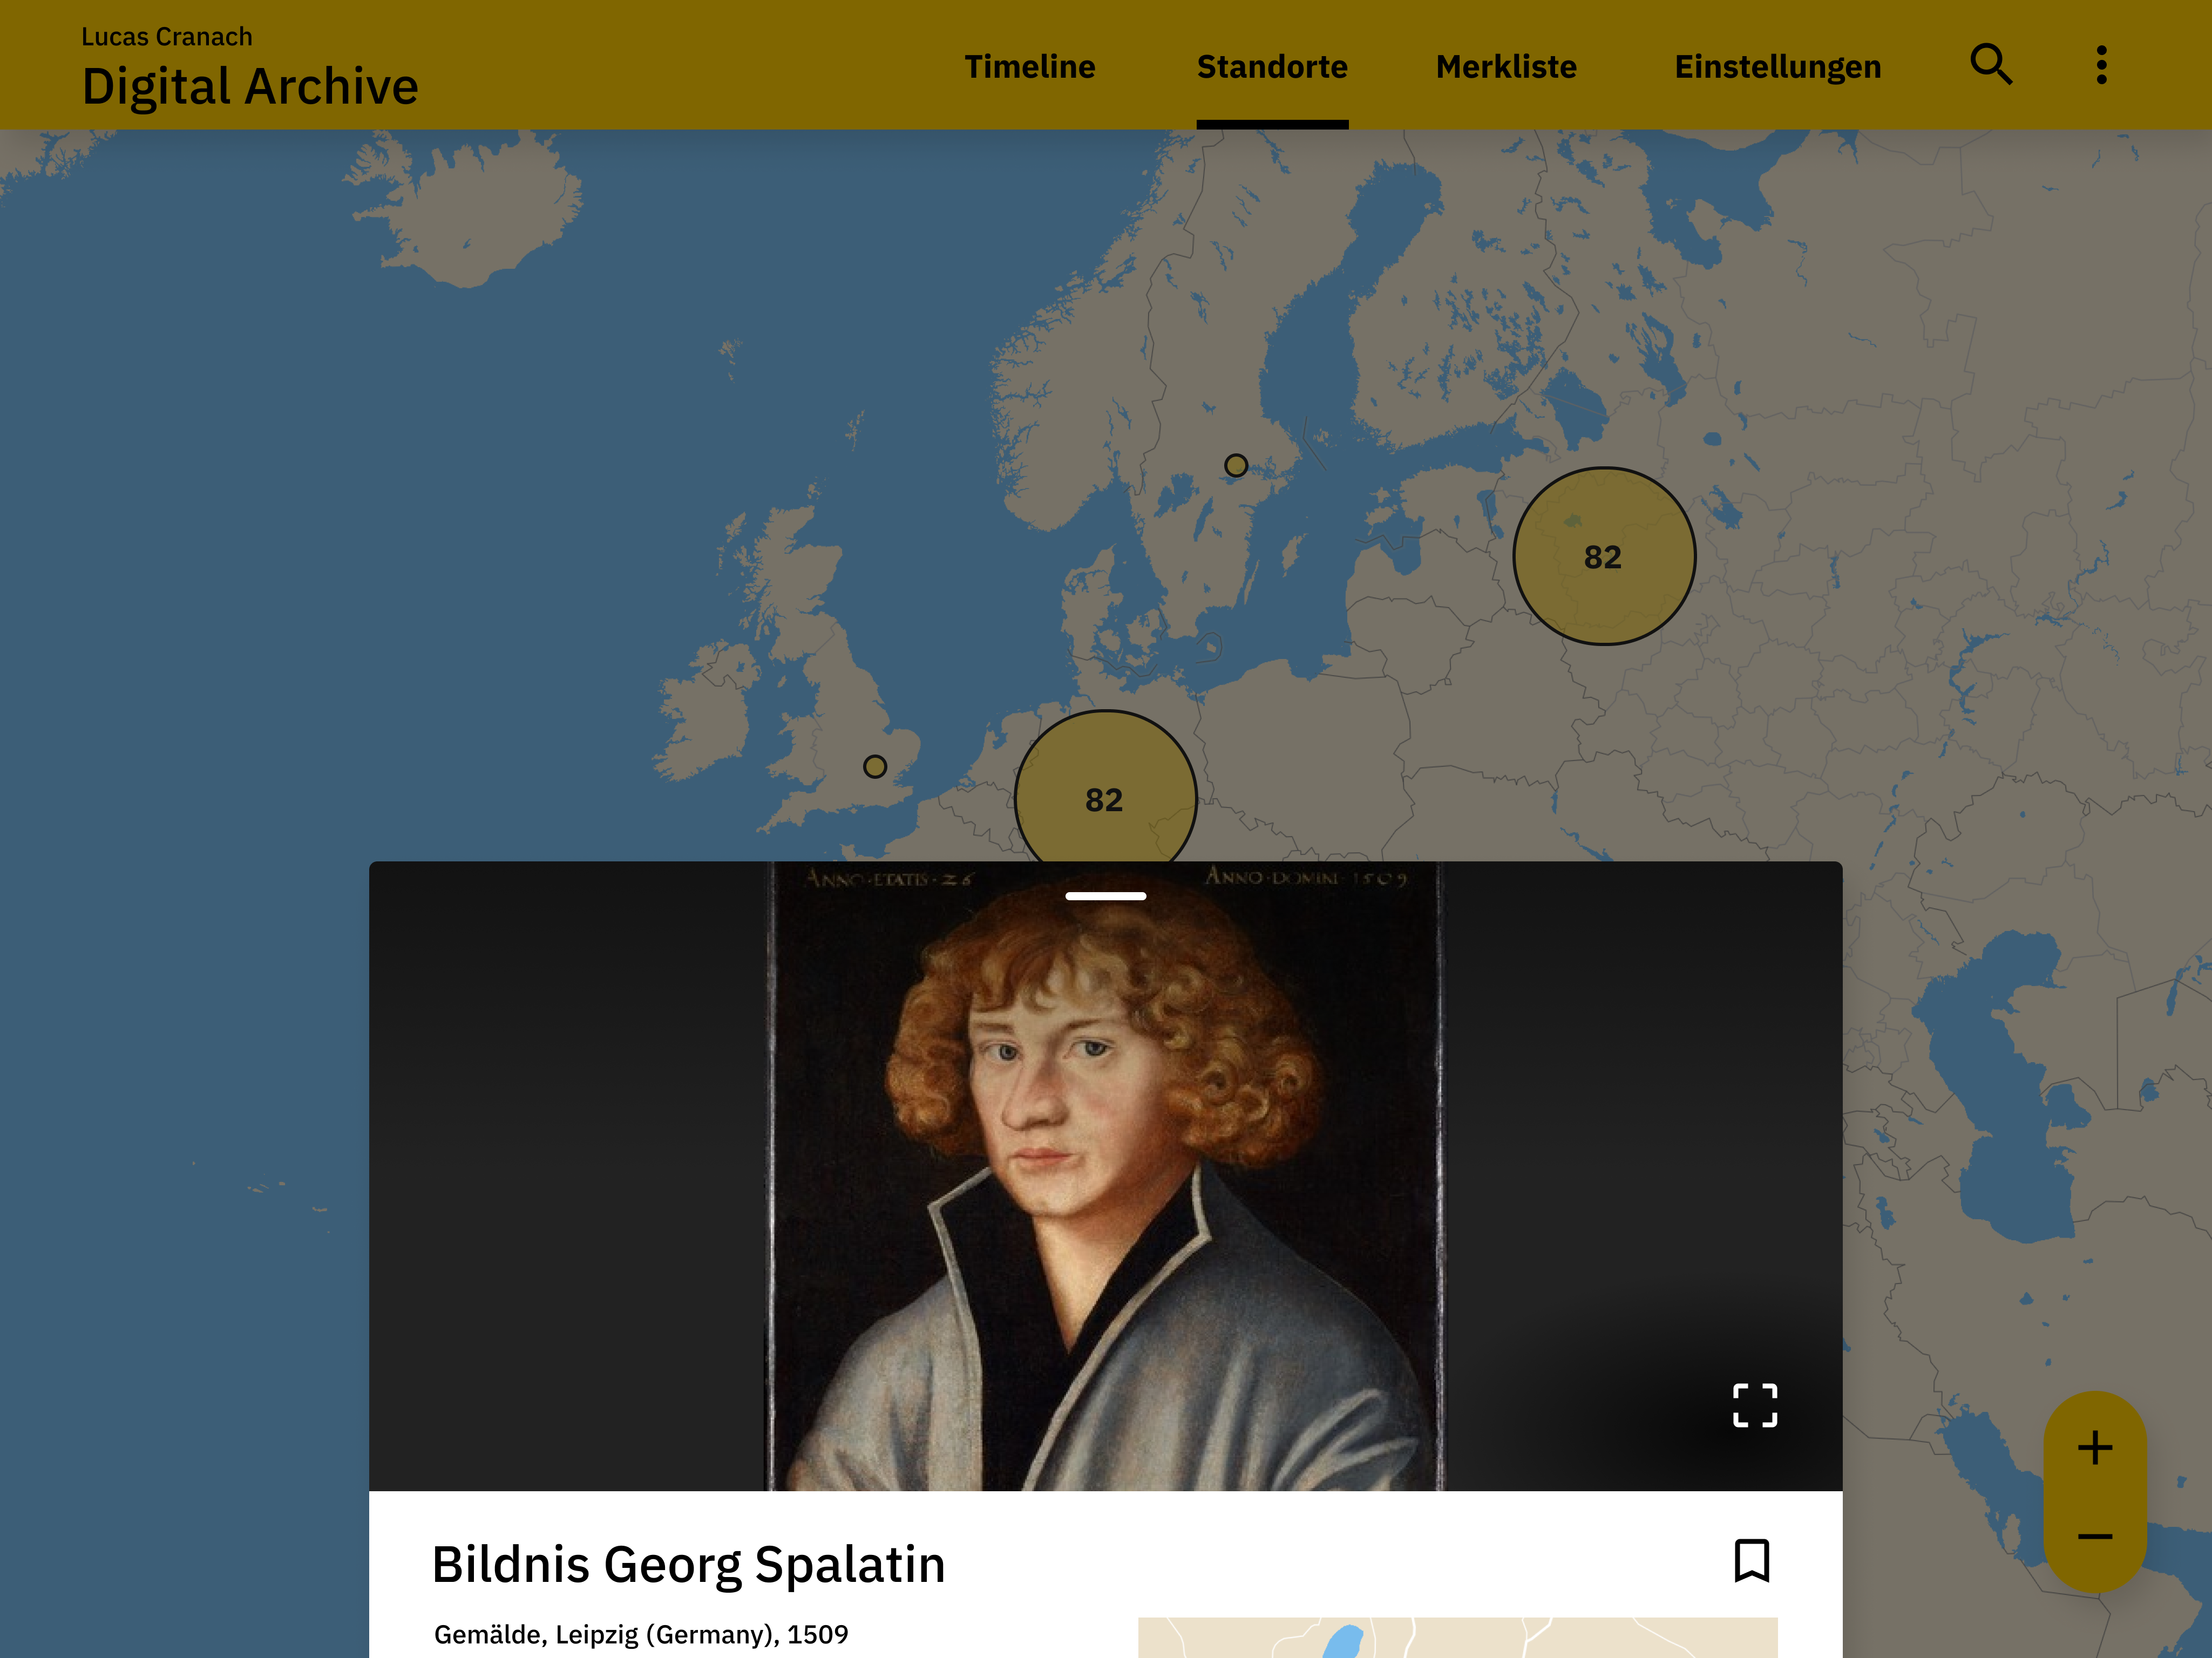 Lucas Cranach
Digital Archive
Timeline
Standorte
Merkliste
Einstellungen
82
82
ANNO·ETATIS·26
ANNO·DOMINI·1509
Bildnis Georg Spalatin
Gemälde, Leipzig (Germany), 1509